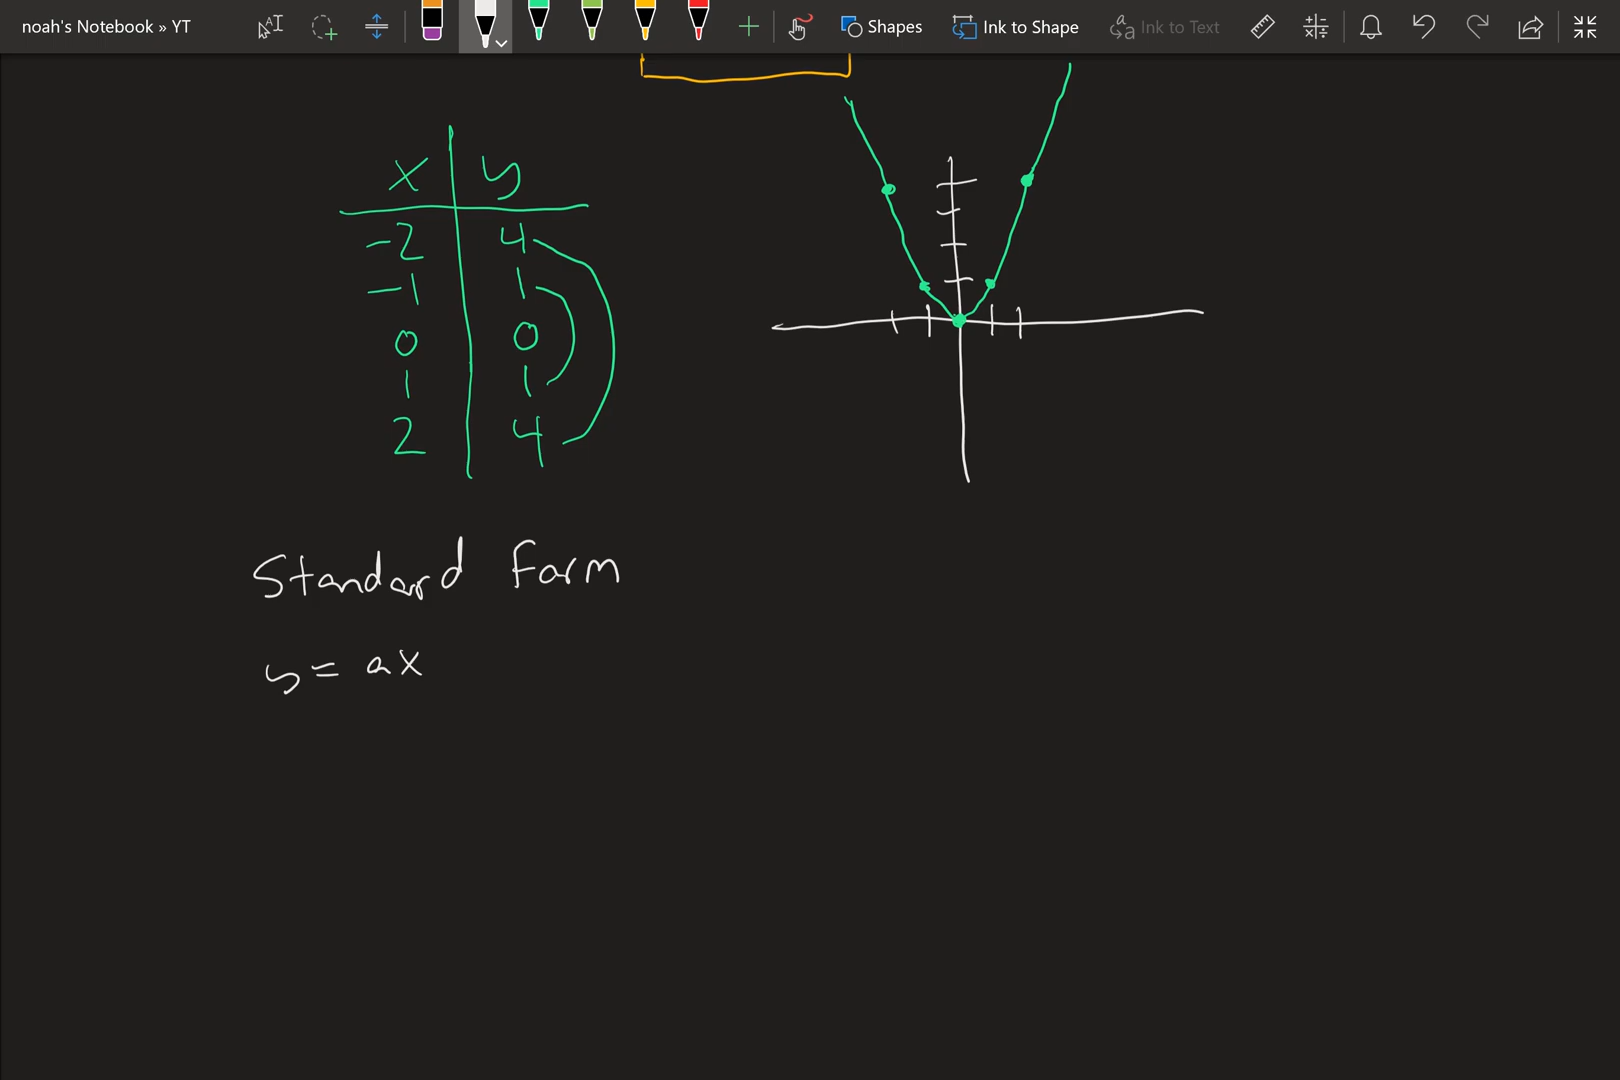 noah's Notebook » YT Shapes Ink to Shape Ink to Text
x y
-2 4
-1 1
0 0
1 1
2 4
Standard Form
y= ax